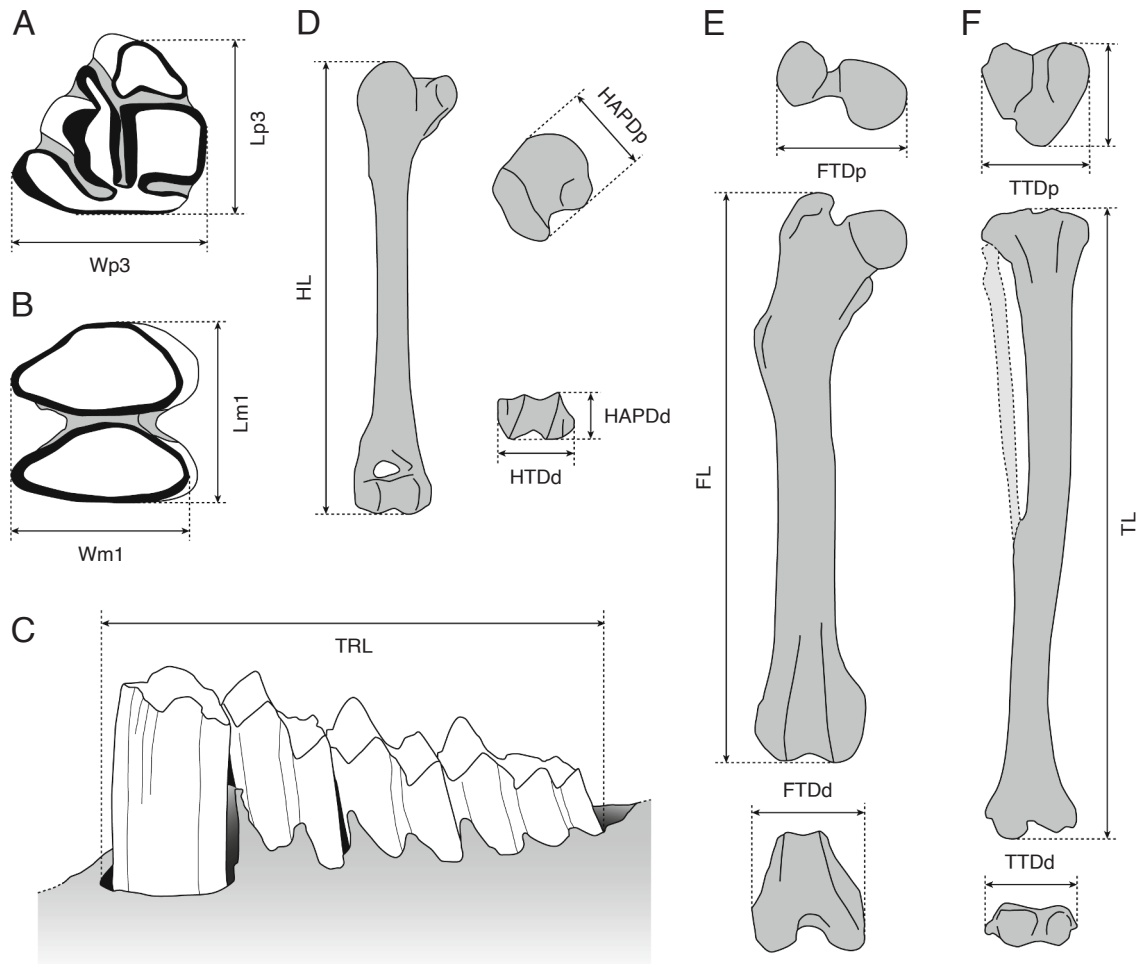 A
Lp3
Wp3
B
Lm1
Wm1
C
TRL
D
HL
HAPDp
HAPDd
HTDd
E
FTDp
FL
FTDd
F
TTDp
TL
TTDd